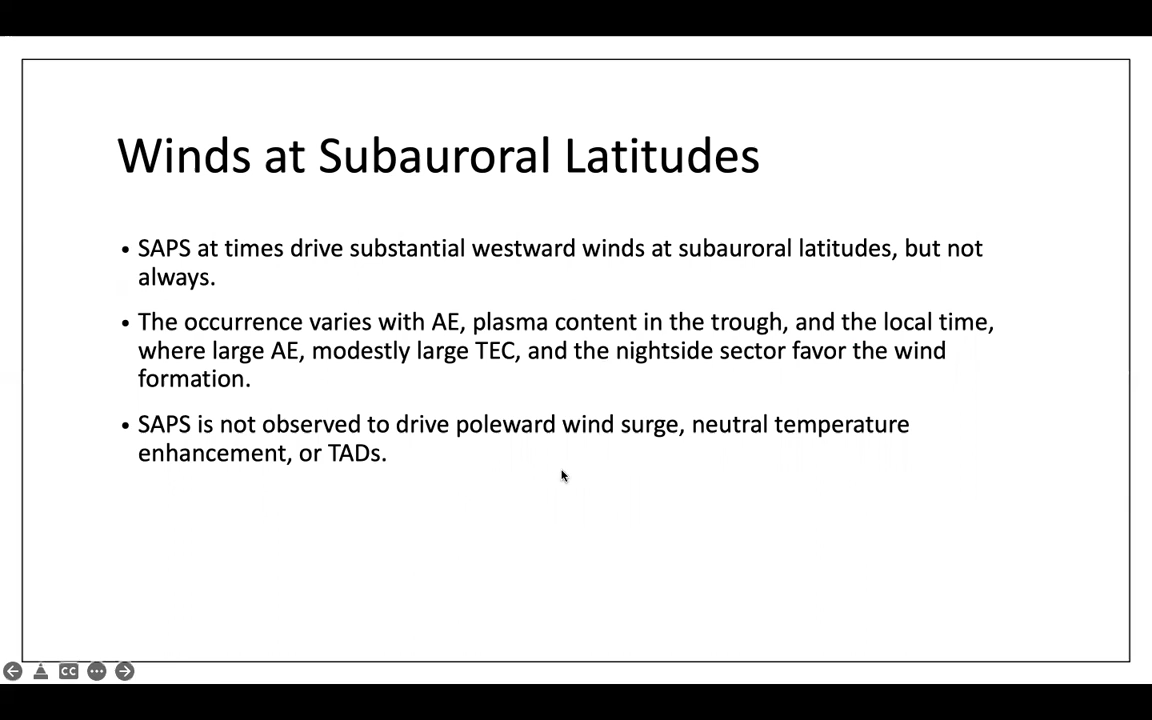 Winds at Subauroral Latitudes
• SAPS at times drive substantial westward winds at subauroral latitudes, but not
always.
• The occurrence varies with AE, plasma content in the trough, and the local time,
where large AE, modestly large TEC, and the nightside sector favor the wind
formation.
• SAPS is not observed to drive poleward wind surge, neutral temperature
enhancement, or TADs.
CC